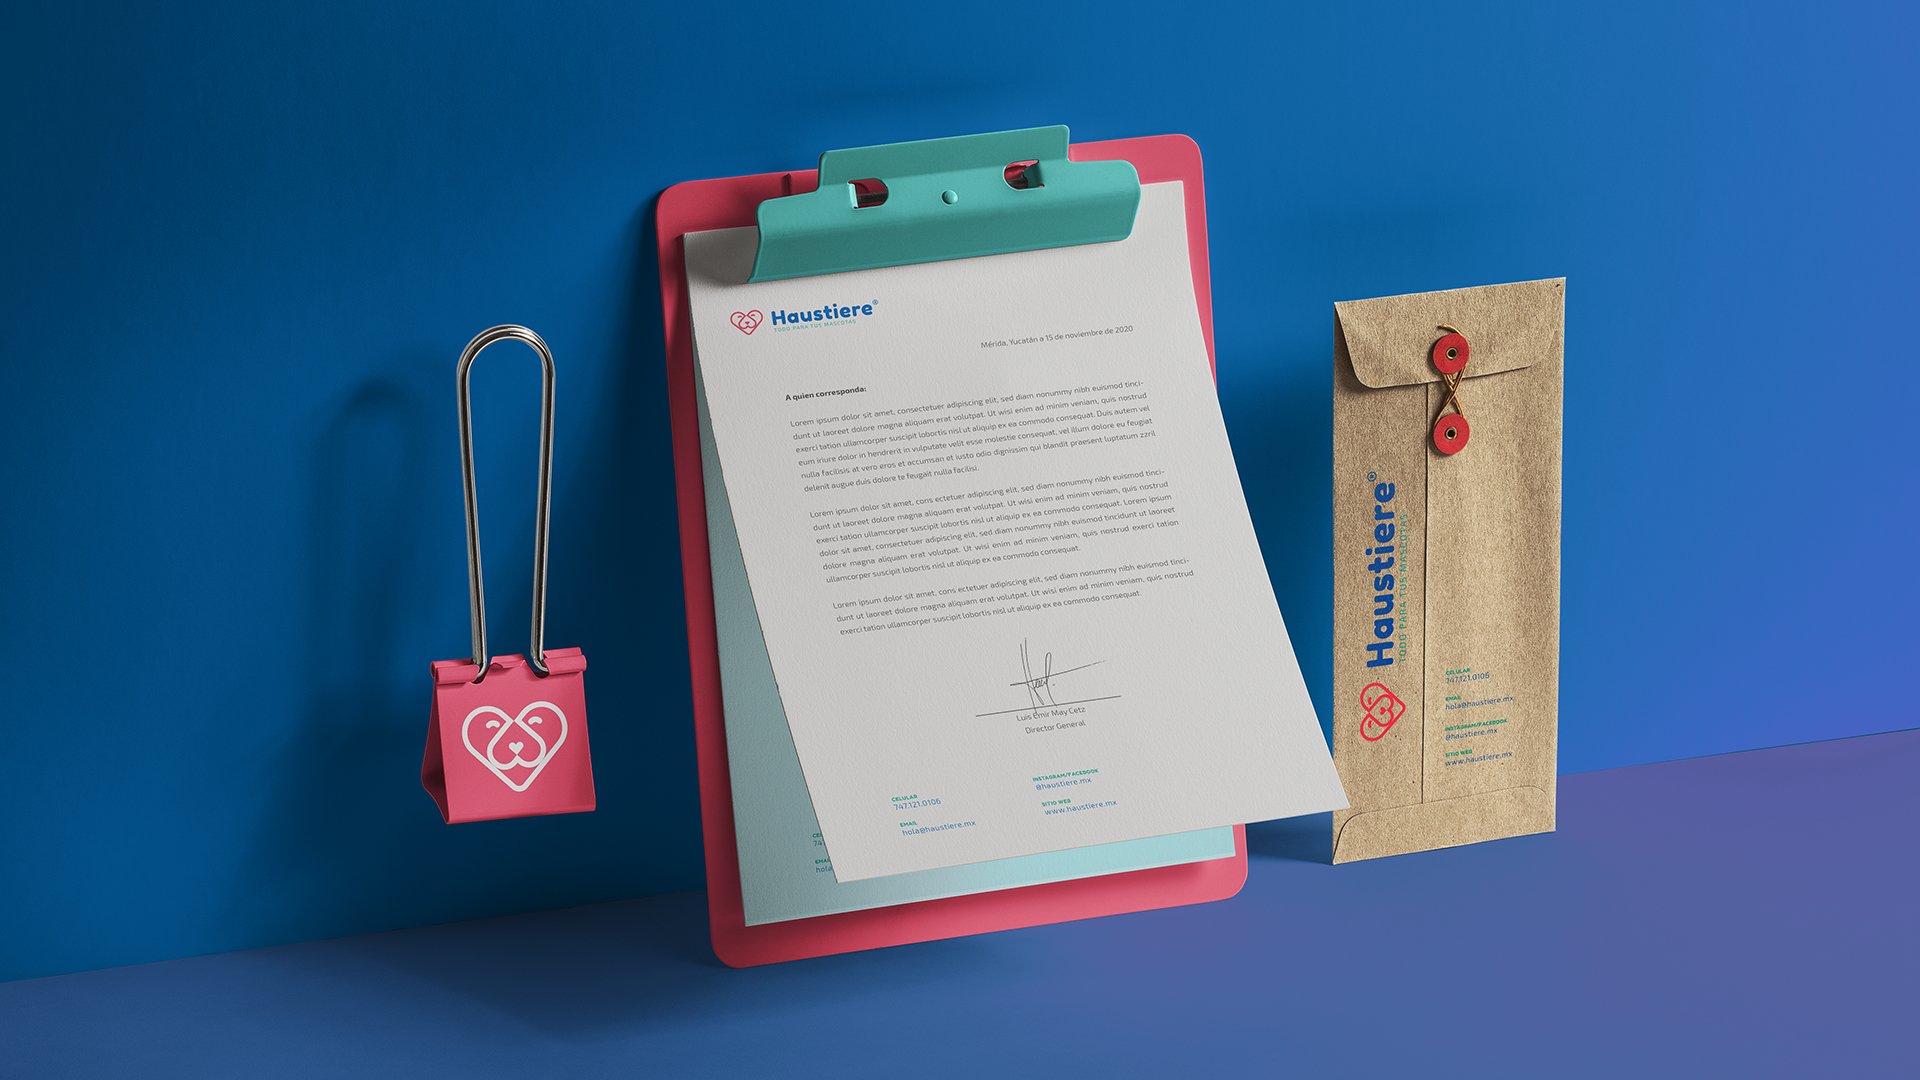 Haustiere®
TODO PARA TUS MASCOTAS
Mérida, Yucatán a 15 de noviembre de 2020
A quien corresponda:
Lorem ipsum dolor sit amet, consectetuer adipiscing elit, sed diam nonummy nibh euismod tinci-
dunt ut laoreet dolore magna aliquam erat volutpat. Ut wisi enim ad minim veniam, quis nostrud
exerci tation ullamcorper suscipit lobortis nisl ut aliquip ex ea commodo consequat. Duis autem vel
eum iriure dolor in hendrerit in vulputate velit esse molestie consequat, vel illum dolore eu feugiat
nulla facilisis at vero eros et accumsan et iusto odio dignissim qui blandit praesent luptatum zzril
delenit augue duis dolore te feugait nulla facilisi.
Lorem ipsum dolor sit amet, cons ectetuer adipiscing elit, sed diam nonummy nibh euismod tinci-
dunt ut laoreet dolore magna aliquam erat volutpat. Ut wisi enim ad minim veniam, quis nostrud
exerci tation ullamcorper suscipit lobortis nisl ut aliquip ex ea commodo consequat. Lorem ipsum
dolor sit amet, consectetuer adipiscing elit, sed diam nonummy nibh euismod tincidunt ut laoreet
dolore magna aliquam erat volutpat. Ut wisi enim ad minim veniam, quis nostrud exerci tation
ullamcorper suscipit lobortis nisl ut aliquip ex ea commodo consequat.
Lorem ipsum dolor sit amet, cons ectetuer adipiscing elit, sed diam nonummy nibh euismod tinci-
dunt ut laoreet dolore magna aliquam erat volutpat. Ut wisi enim ad minim veniam, quis nostrud
exerci tation ullamcorper suscipit lobortis nisl ut aliquip ex ea commodo consequat.
Luis Emir May Cetz
Director General
CELULAR
747.121.0106
EMAIL
hola@haustiere.mx
INSTAGRAM/FACEBOOK
@haustiere.mx
SITIO WEB
www.haustiere.mx
CE
74
EMA
hola
Haustiere®
TODO PARA TUS MASCOTAS
CELULAR
747.121.0106
EMAIL
hola@haustiere.mx
INSTAGRAM/FACEBOOK
@haustiere.mx
SITIO WEB
www.haustiere.mx